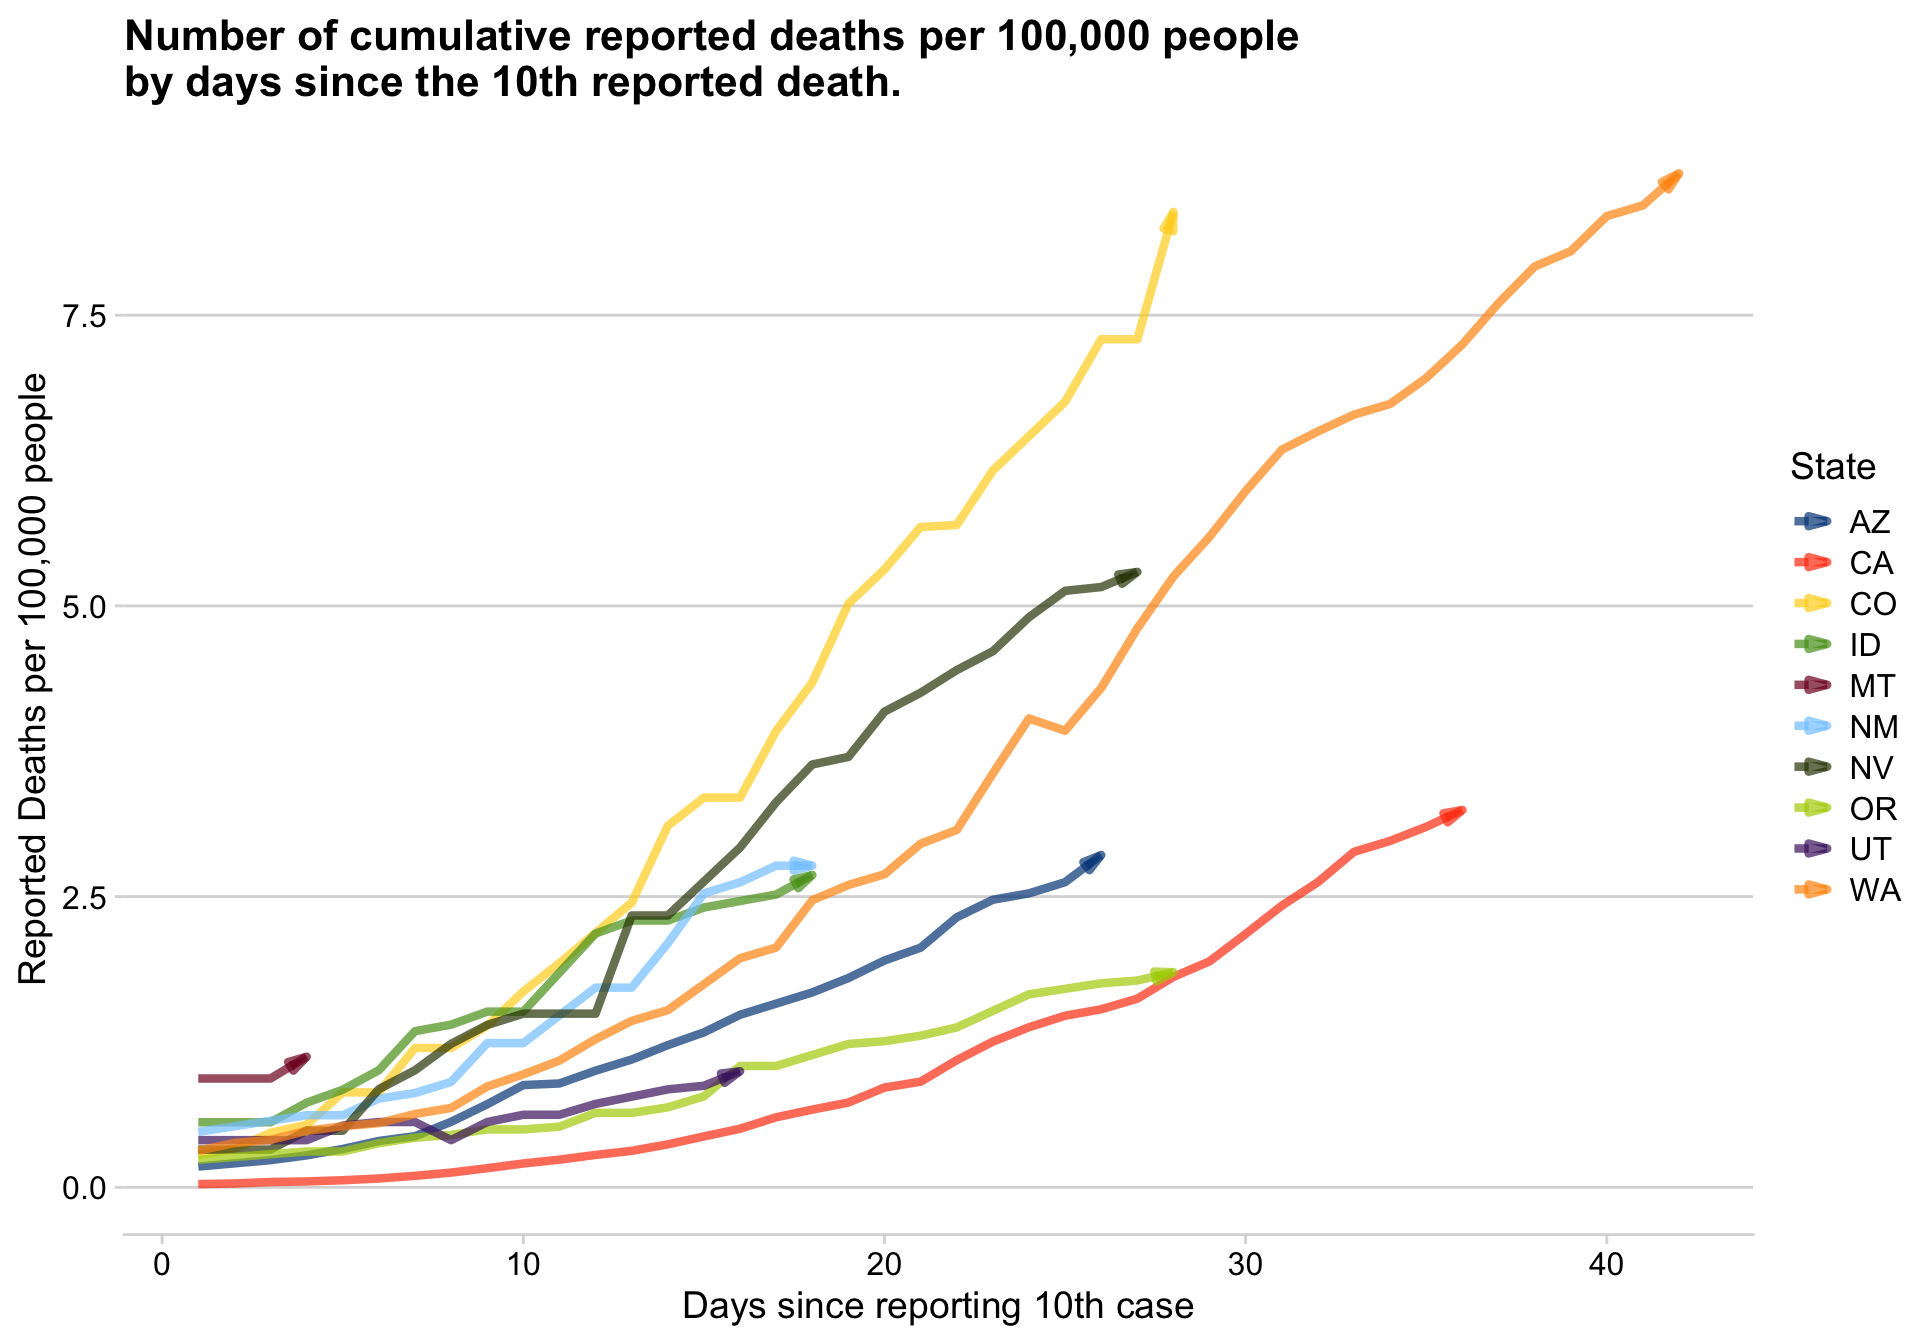 Number of cumulative reported deaths per 100,000 people
by days since the 10th reported death.
Reported Deaths per 100,000 people
7.5
5.0
2.5
0.0
0
10
20
30
40
Days since reporting 10th case
State
AZ
CA
CO
ID
MT
NM
NV
OR
UT
WA